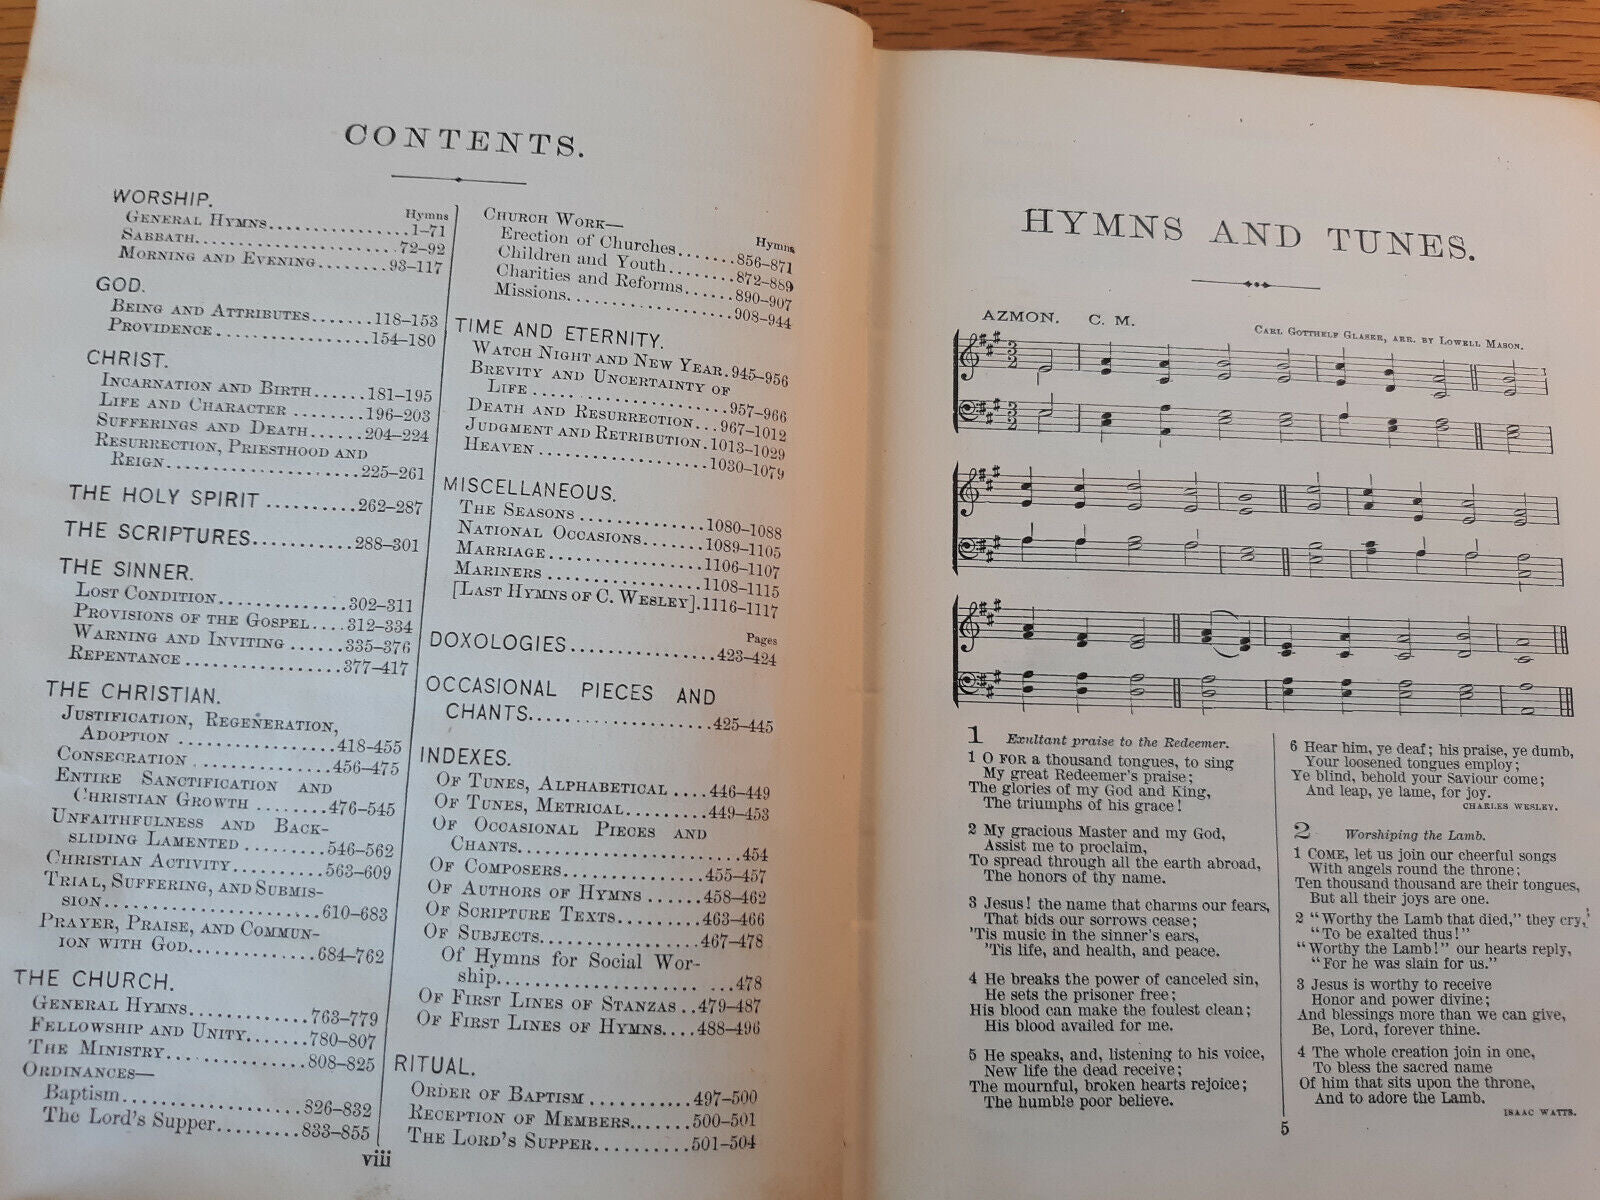 CONTENTS.
WORSHIP.
Hymns
GENERAL HYMNS................1–71
SABBATH.......................72–92
MORNING AND EVENING........93–117
GOD.
BEING AND ATTRIBUTES.......118–153
PROVIDENCE................154–180
CHRIST.
INCARNATION AND BIRTH......181–195
LIFE AND CHARACTER ........196–203
SUFFERINGS AND DEATH......204–224
RESURRECTION, PRIESTHOOD AND
REIGN....................225–261
THE HOLY SPIRIT ..........262–287
THE SCRIPTURES...........288–301
THE SINNER.
LOST CONDITION.............302–311
PROVISIONS OF THE GOSPEL....312–334
WARNING AND INVITING ......335–376
REPENTANCE ................377–417
THE CHRISTIAN.
JUSTIFICATION, REGENERATION,
ADOPTION ................418–455
CONSECRATION ..............456–475
ENTIRE SANCTIFICATION AND
CHRISTIAN GROWTH ........476–545
UNFAITHFULNESS AND BACK-
SLIDING LAMENTED .........546–562
CHRISTIAN ACTIVITY..........563–609
TRIAL, SUFFERING, AND SUBMIS-
SION......................610–683
PRAYER, PRAISE, AND COMMUN-
ION WITH GOD.............684–762
THE CHURCH.
GENERAL HYMNS.............763–779
FELLOWSHIP AND UNITY.......780–807
THE MINISTRY................808–825
ORDINANCES—
Baptism....................826–832
The Lord's Supper..........833–855
viii
CHURCH WORK—
Hymns
Erection of Churches.......856–871
Children and Youth........872–889
Charities and Reforms......890–907
Missions.................908–944
TIME AND ETERNITY.
WATCH NIGHT AND NEW YEAR.945–956
BREVITY AND UNCERTAINTY OF
LIFE .......................957–966
DEATH AND RESURRECTION...967–1012
JUDGMENT AND RETRIBUTION.1013–1029
HEAVEN ....................1030–1079
MISCELLANEOUS.
THE SEASONS ...............1080–1088
NATIONAL OCCASIONS.......1089–1105
MARRIAGE ..................1106–1107
MARINERS ..................1108–1115
[LAST HYMNS OF C. WESLEY].1116–1117
Pages
DOXOLOGIES................423–424
OCCASIONAL PIECES AND
CHANTS....................425–445
INDEXES.
OF TUNES, ALPHABETICAL ....446–449
OF TUNES, METRICAL.........449–453
OF OCCASIONAL PIECES AND
CHANTS.........................454
OF COMPOSERS...............455–457
OF AUTHORS OF HYMNS ......458–462
OF SCRIPTURE TEXTS.........463–466
OF SUBJECTS.................467–478
Of Hymns for Social Wor-
ship..........................478
OF FIRST LINES OF STANZAS ..479–487
OF FIRST LINES OF HYMNS....488–496
RITUAL.
ORDER OF BAPTISM ...........497–500
RECEPTION OF MEMBERS.......500–501
THE LORD'S SUPPER ..........501–504
HYMNS AND TUNES.
AZMON. C. M.
CARL GOTTHELF GLASER, ARR. BY LOWELL MASON.
1 Exultant praise to the Redeemer.
1 O FOR a thousand tongues, to sing
My great Redeemer's praise;
The glories of my God and King,
The triumphs of his grace!
2 My gracious Master and my God,
Assist me to proclaim,
To spread through all the earth abroad,
The honors of thy name.
3 Jesus! the name that charms our fears,
That bids our sorrows cease;
'Tis music in the sinner's ears,
'Tis life, and health, and peace.
4 He breaks the power of canceled sin,
He sets the prisoner free;
His blood can make the foulest clean;
His blood availed for me.
5 He speaks, and, listening to his voice,
New life the dead receive;
The mournful, broken hearts rejoice;
The humble poor believe.
6 Hear him, ye deaf; his praise, ye dumb,
Your loosened tongues employ;
Ye blind, behold your Saviour come;
And leap, ye lame, for joy.
CHARLES WESLEY.
2 Worshiping the Lamb.
1 COME, let us join our cheerful songs
With angels round the throne;
Ten thousand thousand are their tongues,
But all their joys are one.
2 "Worthy the Lamb that died," they cry,
"To be exalted thus!"
"Worthy the Lamb!" our hearts reply,
"For he was slain for us."
3 Jesus is worthy to receive
Honor and power divine;
And blessings more than we can give,
Be, Lord, forever thine.
4 The whole creation join in one,
To bless the sacred name
Of him that sits upon the throne,
And to adore the Lamb.
ISAAC WATTS.
5